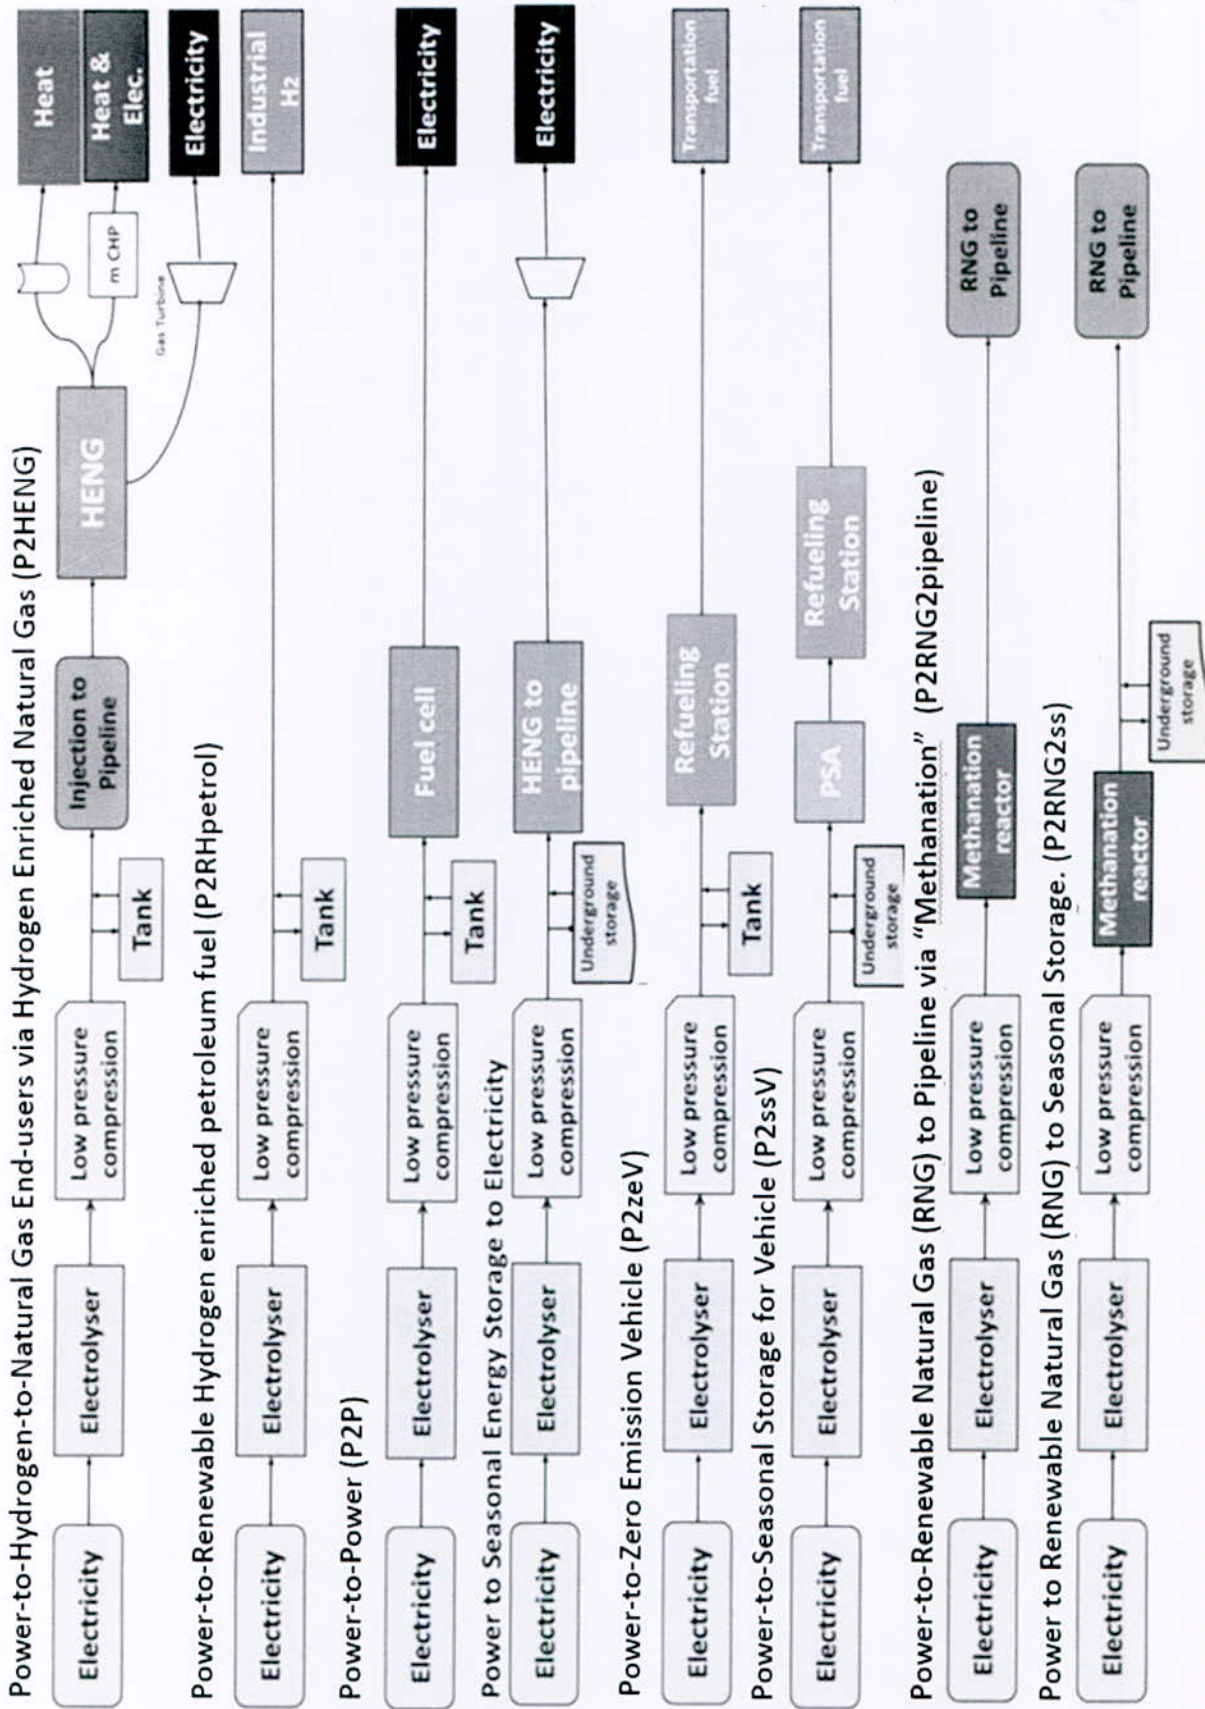 Power-to-Hydrogen-to-Natural Gas End-users via Hydrogen Enriched Natural Gas (P2HENG)
Electricity
Electrolyser
Low pressure
compression
Tank
Injection to
Pipeline
HENG
Gas Turbine
m CHP
Heat
Heat &
Elec.
Electricity
Power-to-Renewable Hydrogen enriched petroleum fuel (P2RHpetrol)
Electricity
Electrolyser
Low pressure
compression
Tank
Industrial
H2
Power-to-Power (P2P)
Electricity
Electrolyser
Low pressure
compression
Tank
Fuel cell
Electricity
Power to Seasonal Energy Storage to Electricity
Electricity
Electrolyser
Low pressure
compression
Underground
storage
HENG to
pipeline
Electricity
Power-to-Zero Emission Vehicle (P2zeV)
Electricity
Electrolyser
Low pressure
compression
Tank
Refueling
Station
Transportation
fuel
Power-to-Seasonal Storage for Vehicle (P2ssV)
Electricity
Electrolyser
Low pressure
compression
Underground
storage
PSA
Refueling
Station
Transportation
fuel
Power-to-Renewable Natural Gas (RNG) to Pipeline via “Methanation” (P2RNG2pipeline)
Electricity
Electrolyser
Low pressure
compression
Methanation
reactor
RNG to
Pipeline
Power to Renewable Natural Gas (RNG) to Seasonal Storage. (P2RNG2ss)
Electricity
Electrolyser
Low pressure
compression
Methanation
reactor
Underground
storage
RNG to
Pipeline